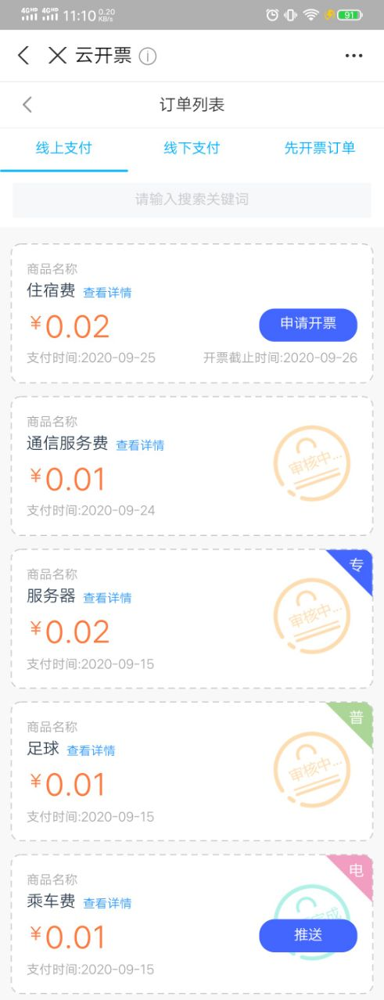 4GHD 4GHD 11:10 0.20 KB/s 91
云开票
订单列表
线上支付 线下支付 先开票订单
请输入搜索关键词
商品名称
住宿费 查看详情
¥0.02 申请开票
支付时间:2020-09-25 开票截止时间:2020-09-26
商品名称
通信服务费 查看详情
¥0.01 审核中...
支付时间:2020-09-24
专
商品名称
服务器 查看详情
¥0.02 审核中...
支付时间:2020-09-15
普
商品名称
足球 查看详情
¥0.01 审核中...
支付时间:2020-09-15
电
商品名称
乘车费 查看详情
完成
¥0.01 推送
支付时间:2020-09-15